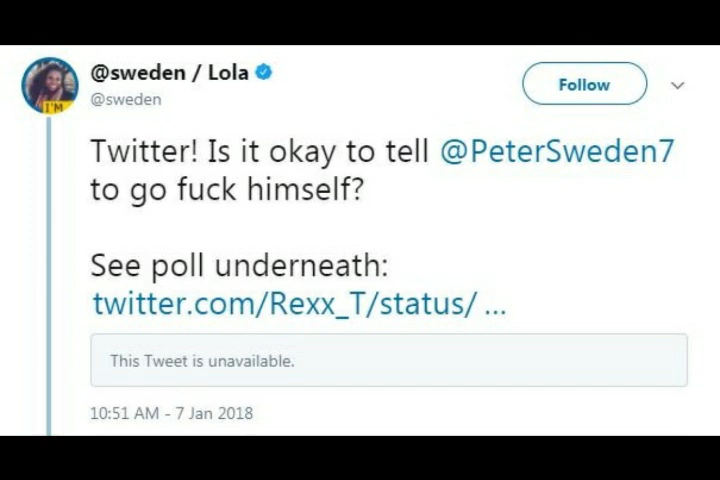 @sweden / Lola
@sweden
Follow
I'M
Twitter! Is it okay to tell @PeterSweden7
to go fuck himself?
See poll underneath:
twitter.com/Rexx_T/status/ ...
This Tweet is unavailable.
10:51 AM - 7 Jan 2018